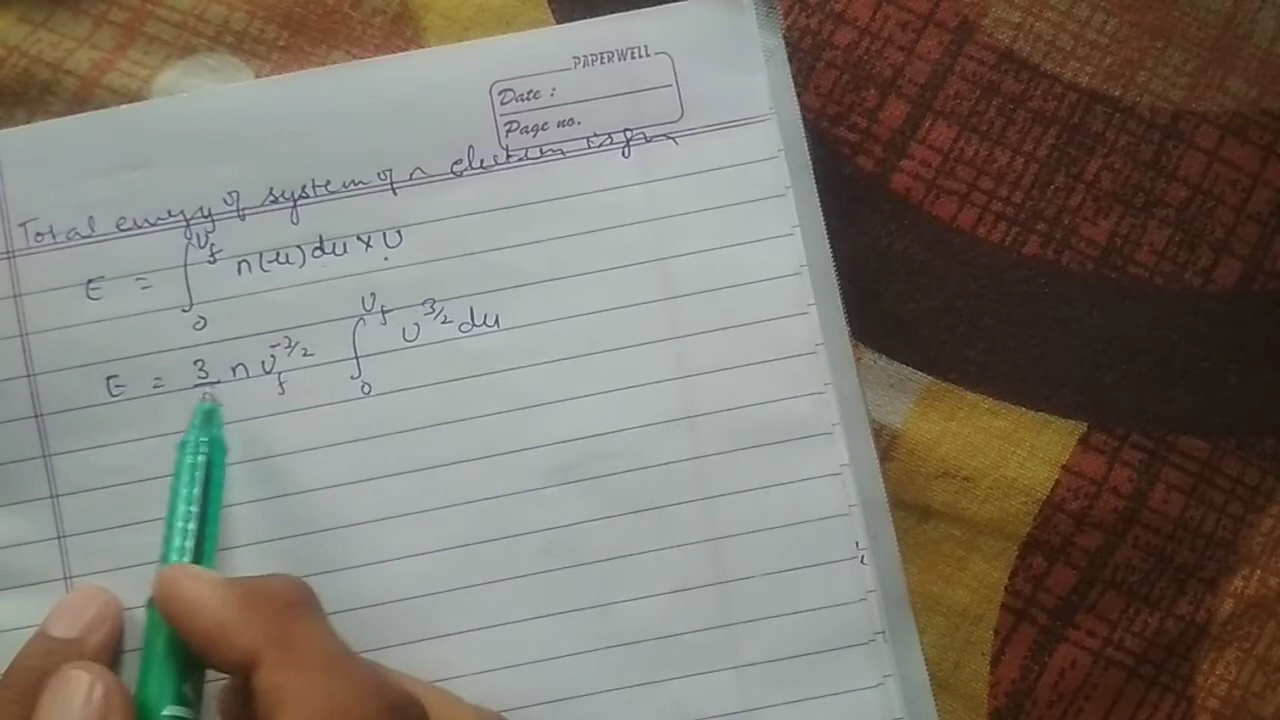 PAPERWELL
Date :
Page no.
Total energy of system of n electron is
E = ∫₀^{U_f} n(u) du × U
E = 3/2 n U_f^{-3/2} ∫₀^{U_f} U^{3/2} du